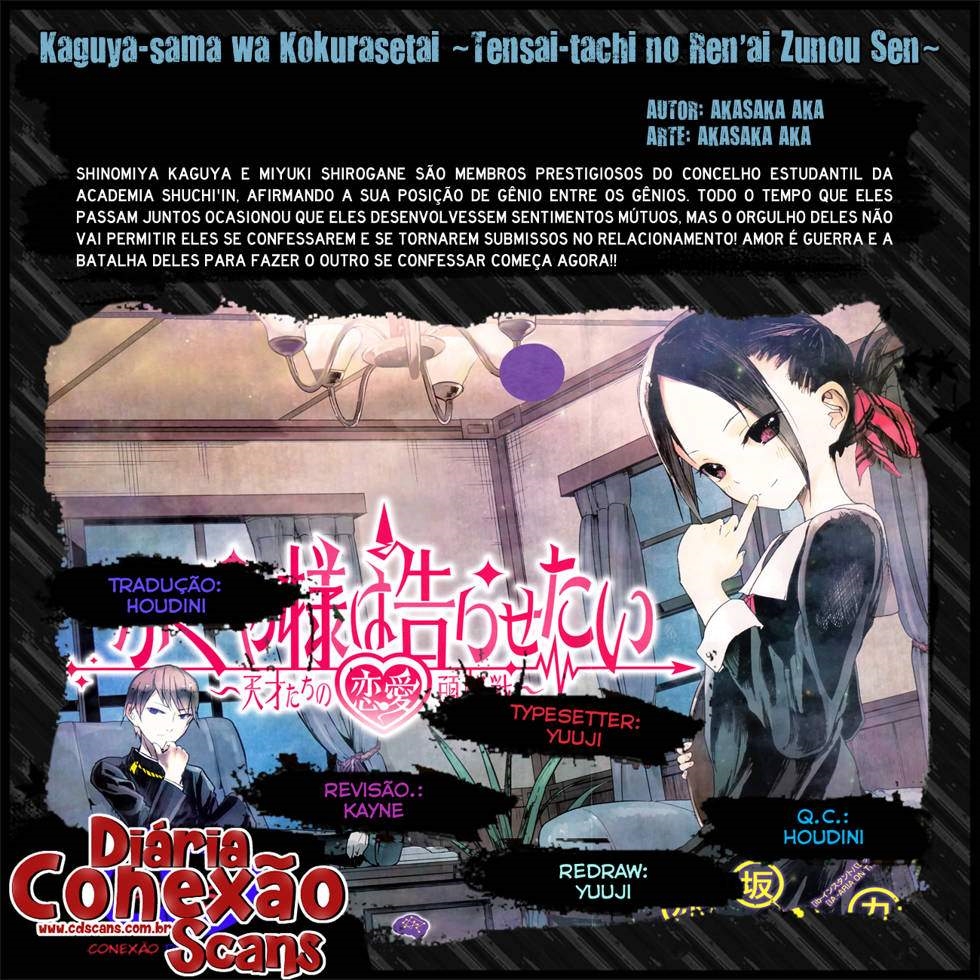 Kaguya-sama wa Kokurasetai ~Tensai-tachi no Ren'ai Zunou Sen~
AUTOR: AKASAKA AKA
ARTE: AKASAKA AKA
SHINOMIYA KAGUYA E MIYUKI SHIROGANE SÃO MEMBROS PRESTIGIOSOS DO CONCELHO ESTUDANTIL DA
ACADEMIA SHUCHI'IN, AFIRMANDO A SUA POSIÇÃO DE GÊNIO ENTRE OS GÊNIOS. TODO O TEMPO QUE ELES
PASSAM JUNTOS OCASIONOU QUE ELES DESENVOLVESSEM SENTIMENTOS MÚTUOS, MAS O ORGULHO DELES NÃO
VAI PERMITIR ELES SE CONFESSAREM E SE TORNAREM SUBMISSOS NO RELACIONAMENTO! AMOR É GUERRA E A
BATALHA DELES PARA FAZER O OUTRO SE CONFESSAR COMEÇA AGORA!!
TRADUÇÃO:
HOUDINI
様は告らせたい
~天才たちの恋愛
TYPESETTER:
YUUJI
REVISÃO.:
KAYNE
Q.C.:
HOUDINI
REDRAW:
YUUJI
坂
カ
Diária
Conexão
www.cdscans.com.br
CONEXÃO
Scans